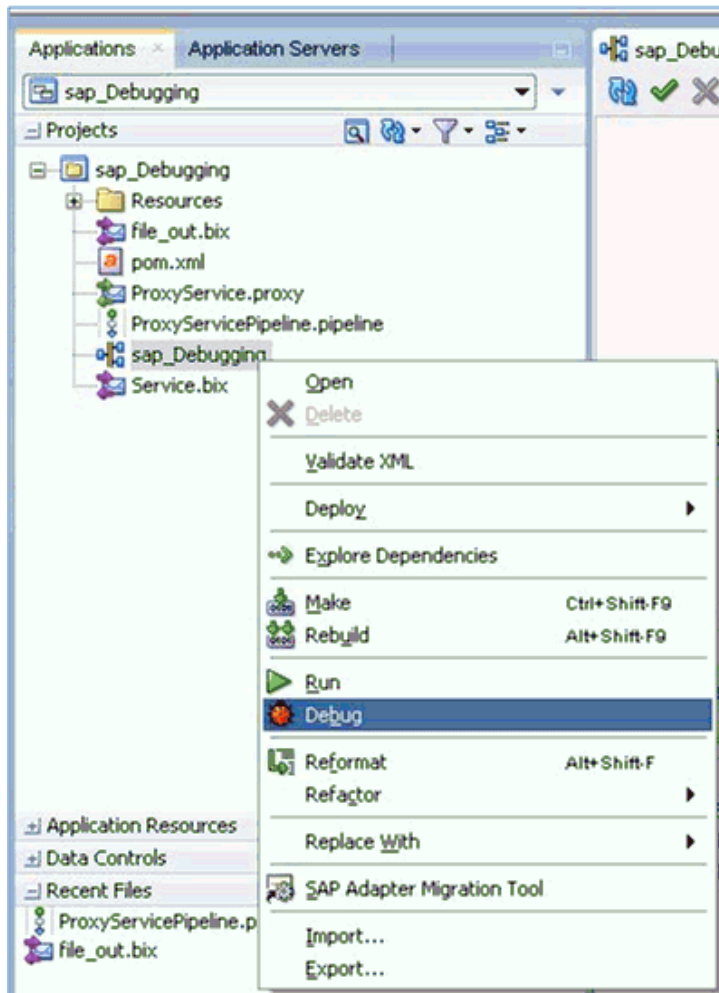 Applications
Application Servers
sap_Debu
sap_Debugging
Projects
sap_Debugging
Resources
file_out.bix
pom.xml
ProxyService.proxy
ProxyServicePipeline.pipeline
sap_Debugging
Service.bix
Open
Delete
Validate XML
Deploy
Explore Dependencies
Make Ctrl+Shift-F9
Rebuild Alt+Shift-F9
Run
Debug
Reformat Alt+Shift-F
Refactor
Replace With
SAP Adapter Migration Tool
Import...
Export...
Application Resources
Data Controls
Recent Files
ProxyServicePipeline.p
file_out.bix